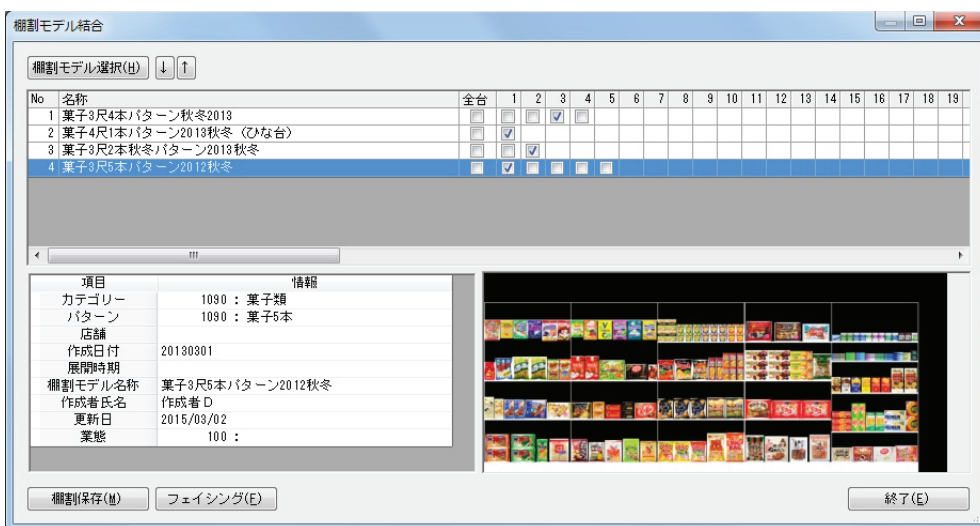 棚割モデル結合
棚割モデル選択(H) ↓ ↑
No 名称 全台 1 2 3 4 5 6 7 8 9 10 11 12 13 14 15 16 17 18 19
1 菓子3尺4本パターン秋冬2013
2 菓子4尺1本パターン2013秋冬（ひな台）
3 菓子3尺2本秋冬パターン2013秋冬
4 菓子3尺5本パターン2012秋冬
項目 情報
カテゴリー 1090 : 菓子類
パターン 1090 : 菓子5本
店舗
作成日付 20130301
展開時期
棚割モデル名称 菓子3尺5本パターン2012秋冬
作成者氏名 作成者D
更新日 2015/03/02
業態 100 :
棚割保存(M) フェイシング(F) 終了(E)